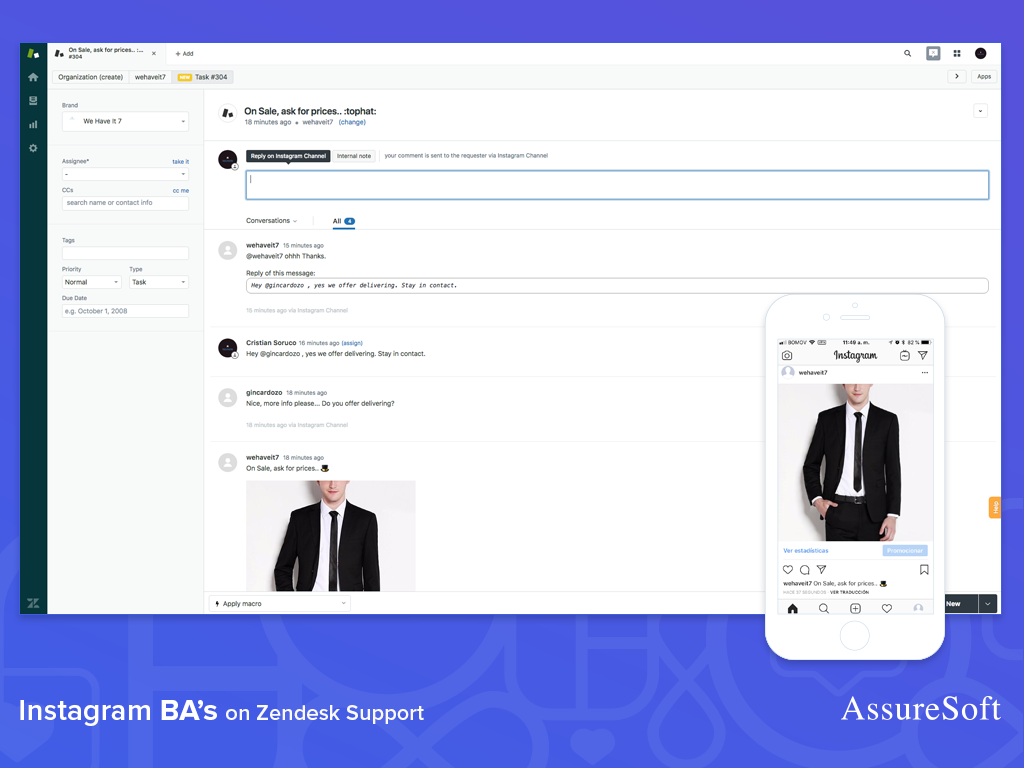 On Sale, ask for prices.. :...
#304
+ Add
Organization (create)
wehaveit7
NEW Task #304
Apps
Brand
We Have It 7
Assignee*
take it
-
CCs
cc me
search name or contact info
Tags
Priority
Type
Normal
Task
Due Date
e.g. October 1, 2008
On Sale, ask for prices.. :tophat:
18 minutes ago • wehaveit7 (change)
Reply on Instagram Channel
Internal note
your comment is sent to the requester via Instagram Channel
Conversations
All 4
wehaveit7 15 minutes ago
@wehaveit7 ohhh Thanks.
Reply of this message:
Hey @gincardozo , yes we offer delivering. Stay in contact.
15 minutes ago via Instagram Channel
Cristian Soruco 16 minutes ago (assign)
Hey @gincardozo , yes we offer delivering. Stay in contact.
gincardozo 18 minutes ago
Nice, more info please... Do you offer delivering?
18 minutes ago via Instagram Channel
wehaveit7 18 minutes ago
On Sale, ask for prices.. 🎩
Apply macro
New
Help
BOMOV
11:49 a. m.
82 %
Instagram
wehaveit7
Ver estadísticas
Promocionar
wehaveit7 On Sale, ask for prices.. 🎩
HACE 37 SEGUNDOS · VER TRADUCCIÓN
Instagram BA's on Zendesk Support
AssureSoft